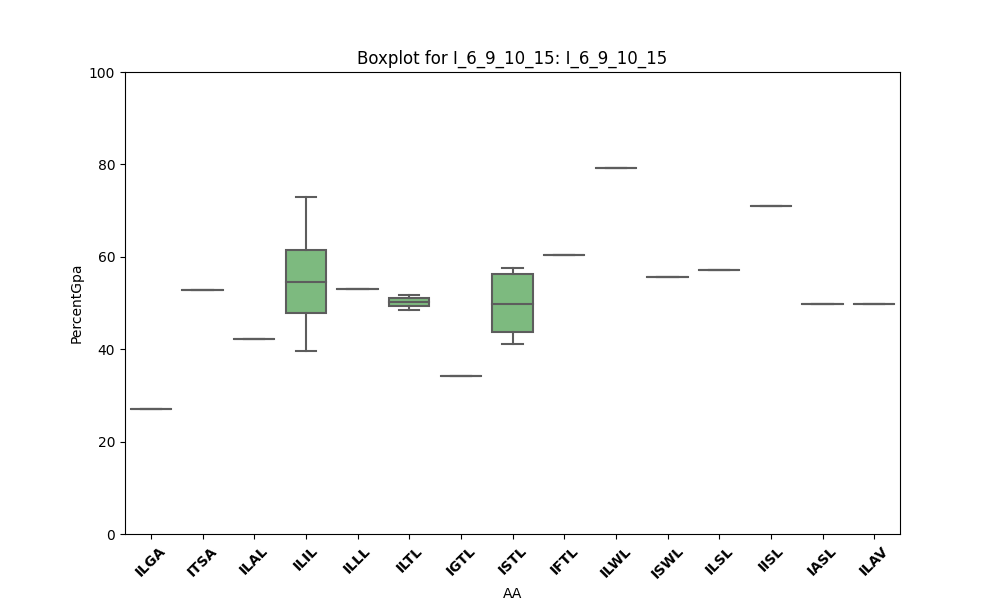 Boxplot for I_6_9_10_15: I_6_9_10_15
100
80
60
40
20
0
PercentGpa
ILGA
ITSA
ILAL
ILIL
ILLL
ILTL
IGTL
ISTL
IFTL
ILWL
ISWL
ILSL
IISL
IASL
ILAV
AA